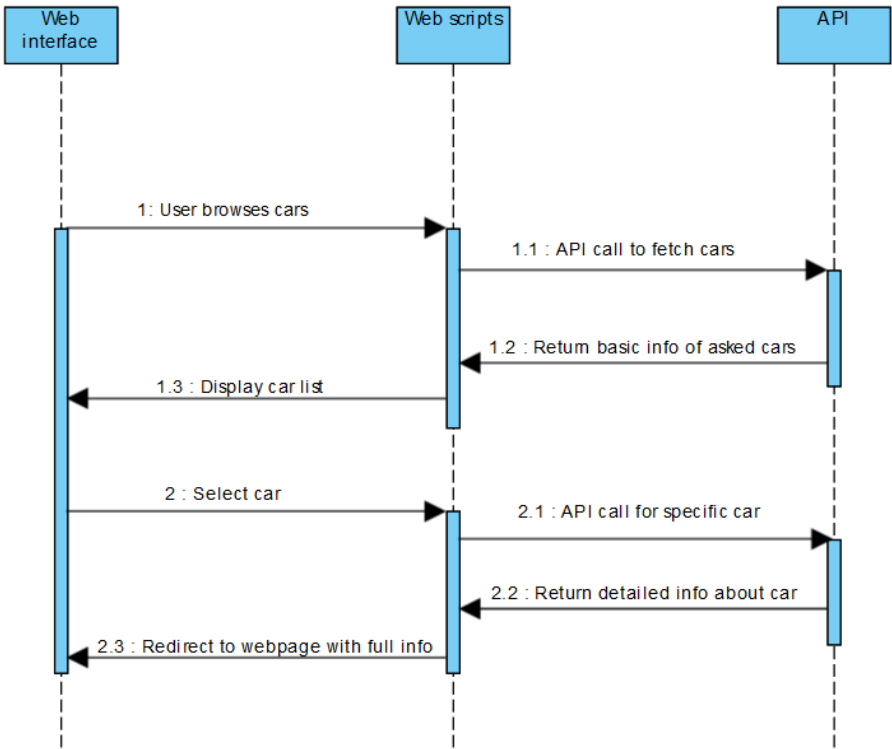 Web
interface
Web scripts
API
1: User browses cars
1.1 : API call to fetch cars
1.2 : Return basic info of asked cars
1.3 : Display car list
2 : Select car
2.1 : API call for specific car
2.2 : Return detailed info about car
2.3 : Redirect to webpage with full info